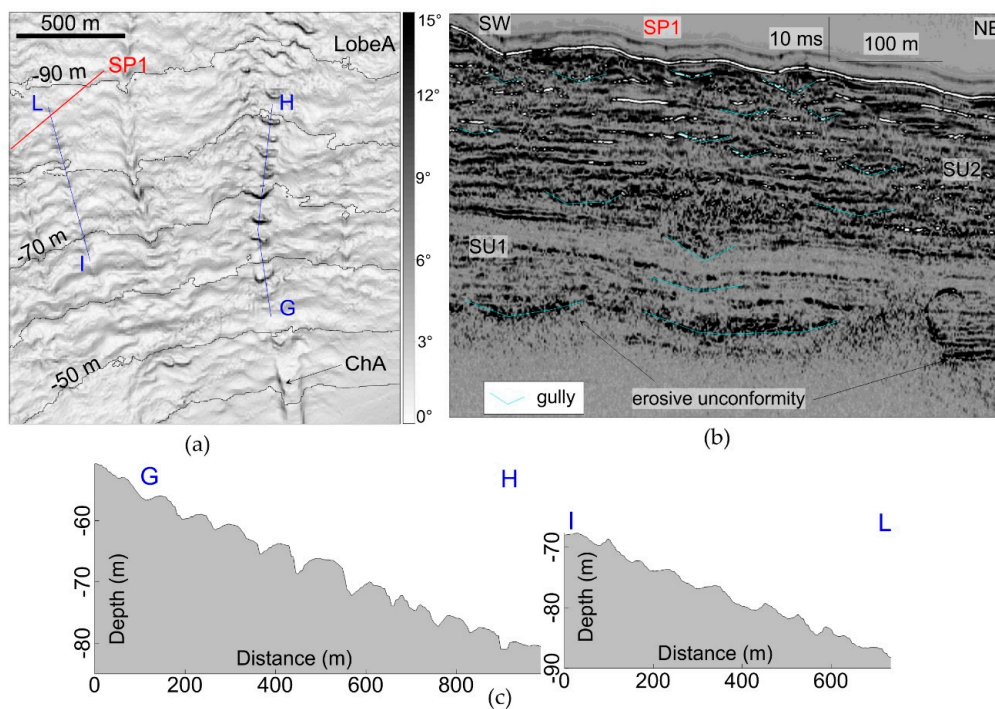 500 m
LobeA
-90 m
SP1
L
H
-70 m
I
G
-50 m
ChA
15°
12°
9°
6°
3°
0°
(a)
SW
SP1
10 ms
100 m
NE
SU2
SU1
gully
erosive unconformity
(b)
G
H
-60
-70
-80
Depth (m)
Distance (m)
0
200
400
600
800
I
L
-70
-80
-90
Depth (m)
Distance (m)
0
200
400
600
(c)